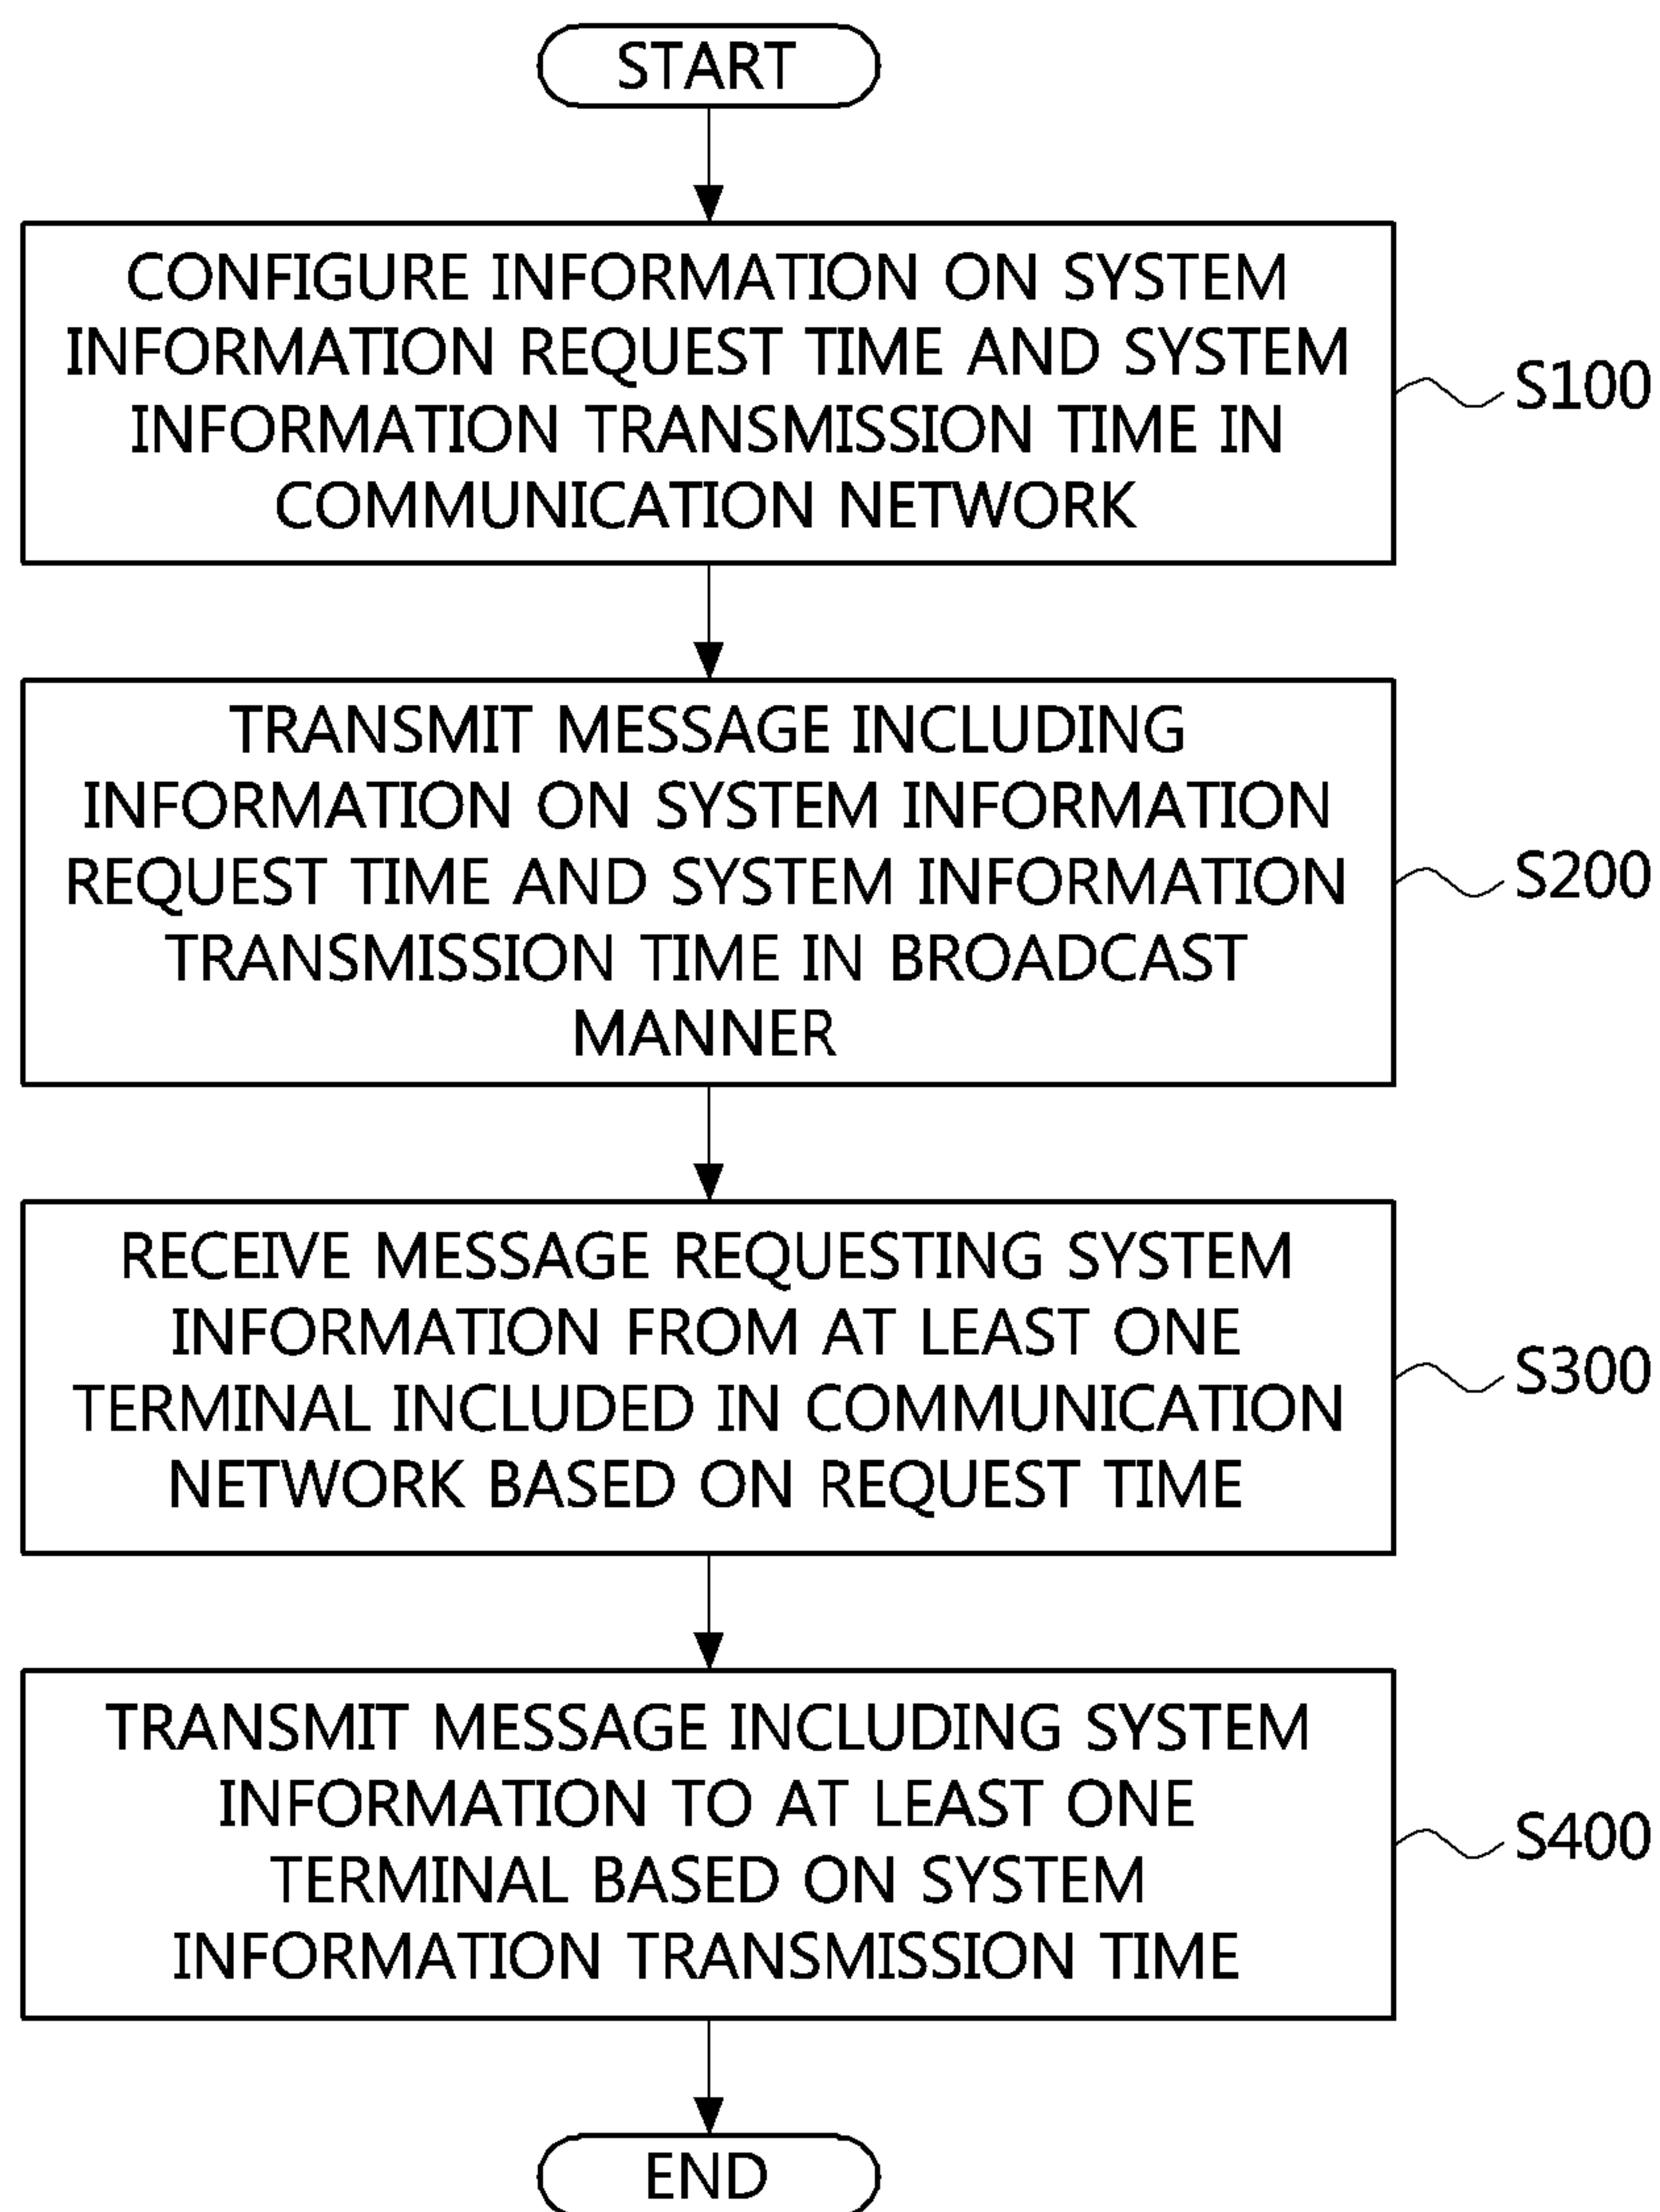 START
CONFIGURE INFORMATION ON SYSTEM
INFORMATION REQUEST TIME AND SYSTEM
INFORMATION TRANSMISSION TIME IN
COMMUNICATION NETWORK
S100
TRANSMIT MESSAGE INCLUDING
INFORMATION ON SYSTEM INFORMATION
REQUEST TIME AND SYSTEM INFORMATION
TRANSMISSION TIME IN BROADCAST
MANNER
S200
RECEIVE MESSAGE REQUESTING SYSTEM
INFORMATION FROM AT LEAST ONE
TERMINAL INCLUDED IN COMMUNICATION
NETWORK BASED ON REQUEST TIME
S300
TRANSMIT MESSAGE INCLUDING SYSTEM
INFORMATION TO AT LEAST ONE
TERMINAL BASED ON SYSTEM
INFORMATION TRANSMISSION TIME
S400
END